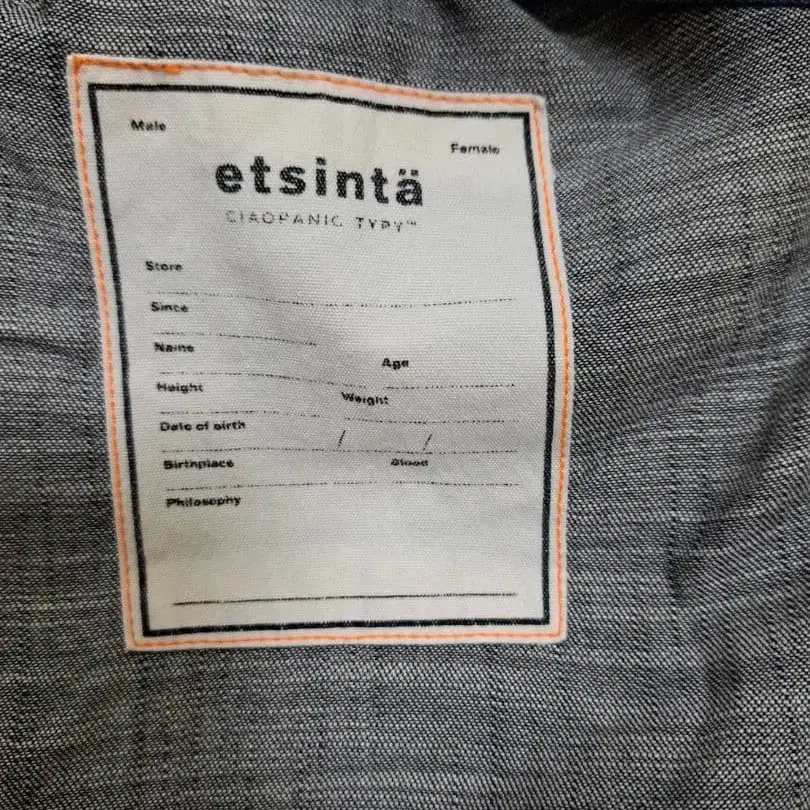 Male
Female
etsintä
CIAOPANIC TYPY™
Store
Since
Name
Age
Height
Weight
Date of birth / /
Birthplace
Blood
Philosophy